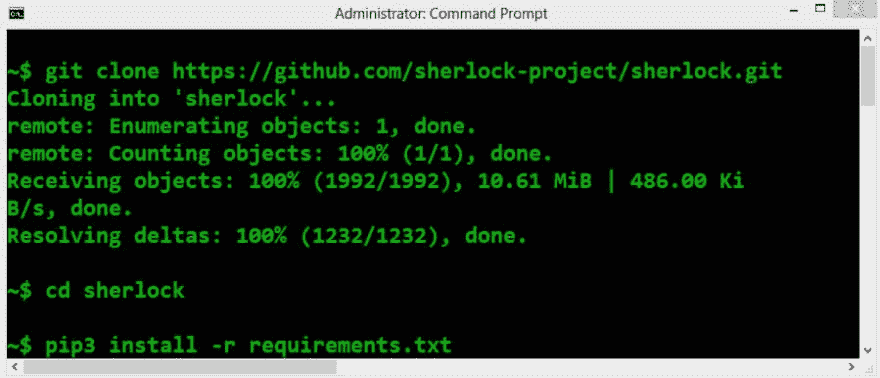 Administrator: Command Prompt
~$ git clone https://github.com/sherlock-project/sherlock.git
Cloning into 'sherlock'...
remote: Enumerating objects: 1, done.
remote: Counting objects: 100% (1/1), done.
Receiving objects: 100% (1992/1992), 10.61 MiB | 486.00 Ki
B/s, done.
Resolving deltas: 100% (1232/1232), done.
~$ cd sherlock
~$ pip3 install -r requirements.txt